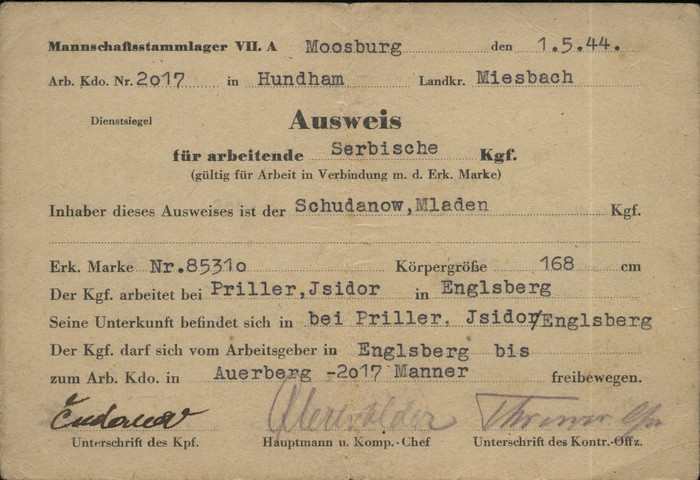 Mannschaftsstammlager VII. A Moosburg den 1.5.44.
Arb. Kdo. Nr. 2o17 in Hundham Landkr. Miesbach
Dienstsiegel Ausweis
für arbeitende Serbische Kgf.
(gültig für Arbeit in Verbindung m. d. Erk. Marke)
Inhaber dieses Ausweises ist der Schudanow,Mladen Kgf.
Erk. Marke Nr.8531o Körpergröße 168 cm
Der Kgf. arbeitet bei Priller,Jsidor in Englsberg
Seine Unterkunft befindet sich in bei Priller. Jsidor/Englsberg
Der Kgf. darf sich vom Arbeitsgeber in Englsberg bis
zum Arb. Kdo. in Auerberg -2o17 Manner freibewegen.
Unterschrift des Kpf. Hauptmann u. Komp.-Chef Unterschrift des Kontr.-Offz.